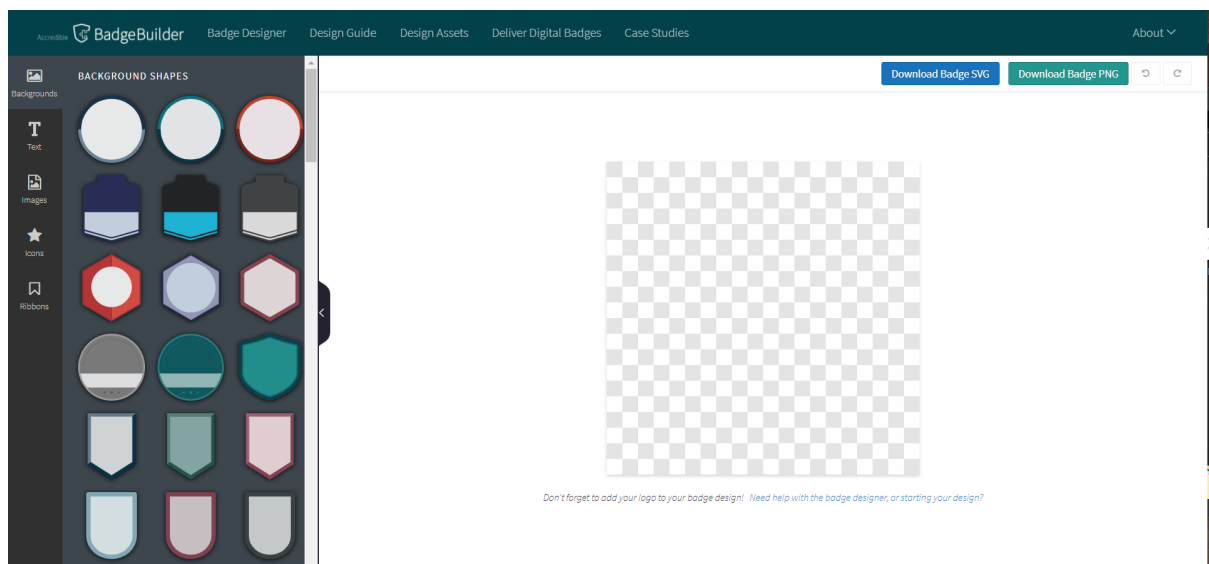 Accredible BadgeBuilder Badge Designer Design Guide Design Assets Deliver Digital Badges Case Studies About
Backgrounds
Text
Images
Icons
Ribbons
BACKGROUND SHAPES
Download Badge SVG Download Badge PNG
Don't forget to add your logo to your badge design! Need help with the badge designer, or starting your design?